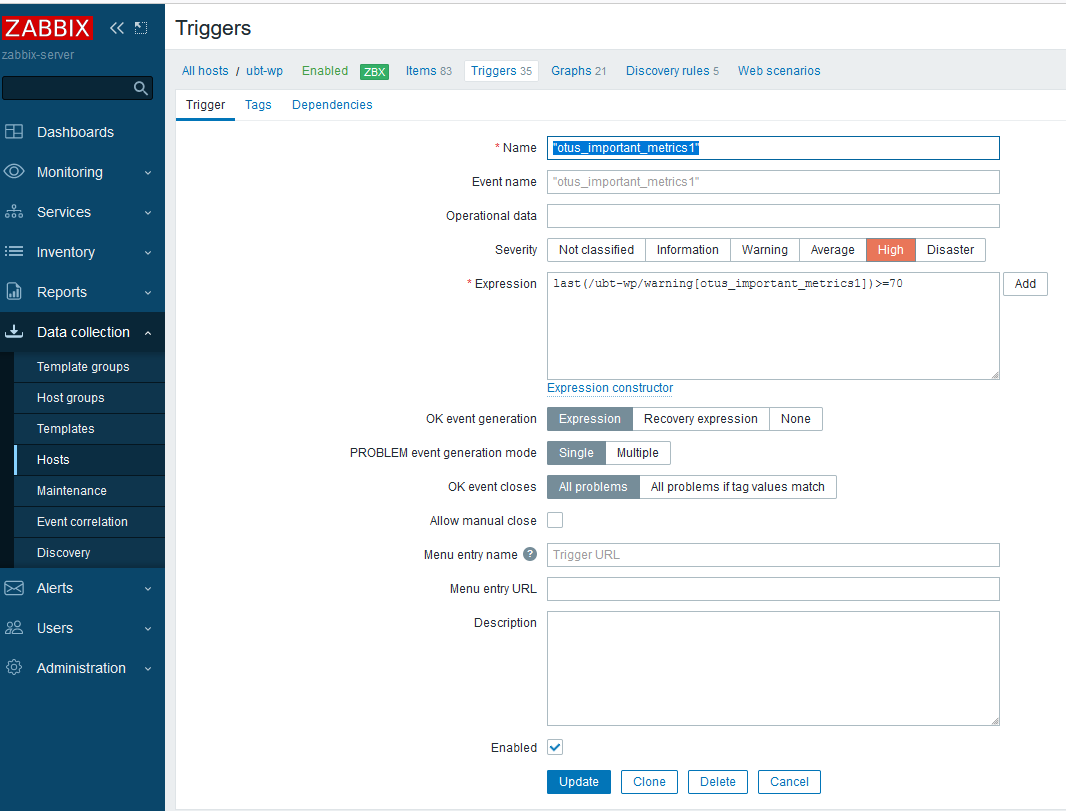 ZABBIX
zabbix-server
Dashboards
Monitoring
Services
Inventory
Reports
Data collection
Template groups
Host groups
Templates
Hosts
Maintenance
Event correlation
Discovery
Alerts
Users
Administration
Triggers
All hosts / ubt-wp Enabled ZBX Items 83 Triggers 35 Graphs 21 Discovery rules 5 Web scenarios
Trigger Tags Dependencies
* Name "otus_important_metrics1"
Event name "otus_important_metrics1"
Operational data
Severity Not classified Information Warning Average High Disaster
* Expression last(/ubt-wp/warning[otus_important_metrics1])>=70 Add
Expression constructor
OK event generation Expression Recovery expression None
PROBLEM event generation mode Single Multiple
OK event closes All problems All problems if tag values match
Allow manual close
Menu entry name ? Trigger URL
Menu entry URL
Description
Enabled
Update Clone Delete Cancel